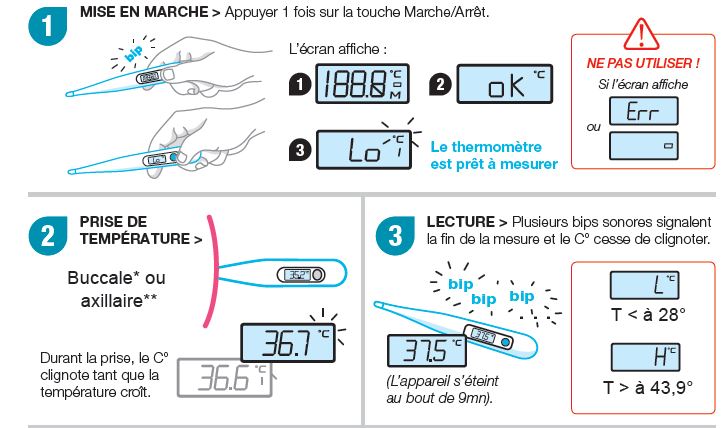 1
MISE EN MARCHE > Appuyer 1 fois sur la touche Marche/Arrêt.
bip
L'écran affiche :
1
188.8 °C M
2
oK °C
3
Lo °C
Le thermomètre
est prêt à mesurer
NE PAS UTILISER !
Si l'écran affiche
Err
ou
2
PRISE DE
TEMPÉRATURE >
Buccale* ou
axillaire**
36.7 °C
Durant la prise, le C°
clignote tant que la
température croît.
36.6 °C
3
LECTURE > Plusieurs bips sonores signalent
la fin de la mesure et le C° cesse de clignoter.
bip
bip
bip
37.5 °C
(L'appareil s'éteint
au bout de 9mn).
L °C
T < à 28°
H °C
T > à 43,9°